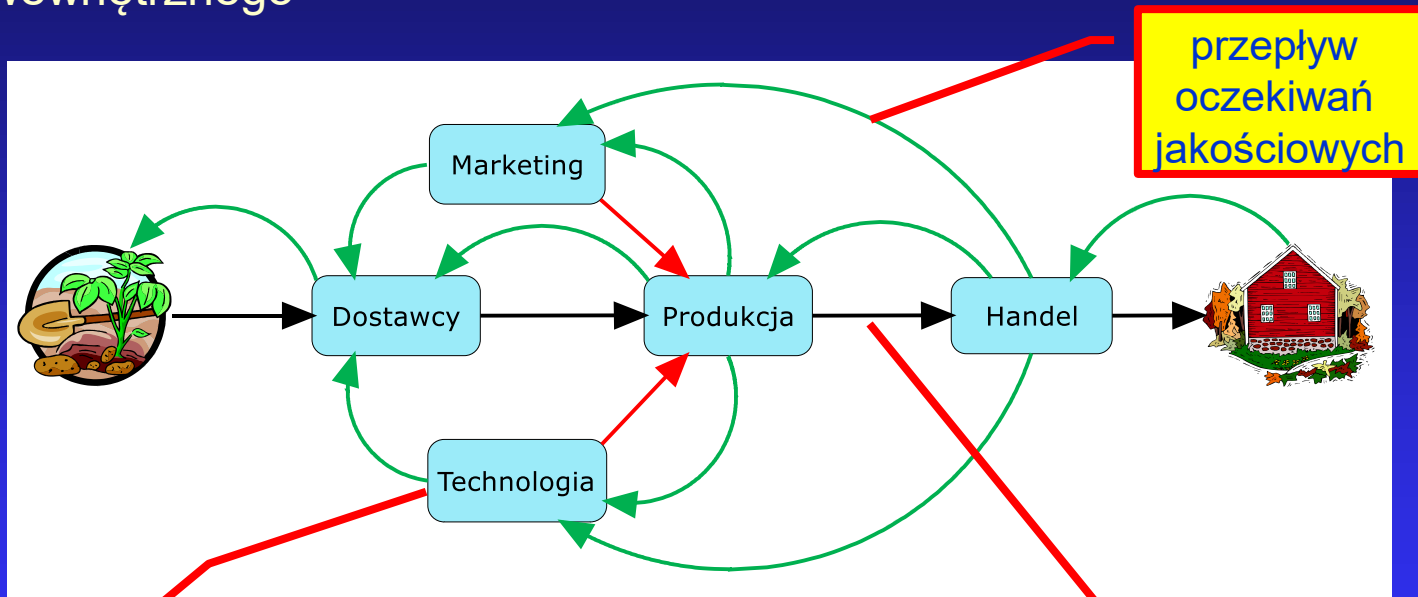 przepływ
oczekiwań
jakościowych
Marketing
Dostawcy
Produkcja
Handel
Technologia